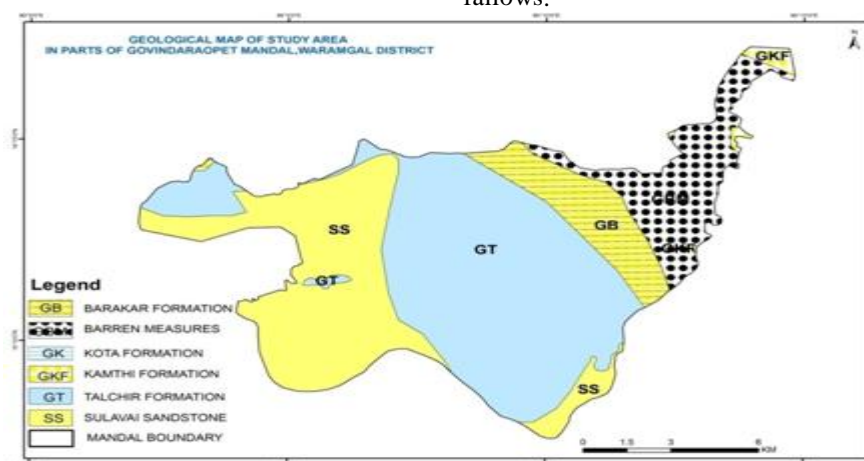 fallows.
GEOLOGICAL MAP OF STUDY AREA
IN PARTS OF GOVINDARAOPET MANDAL,WARAMGAL DISTRICT
GKF
SS
GT
GT
GB
GKF
SS
Legend
GB BARAKAR FORMATION
BARREN MEASURES
GK KOTA FORMATION
GKF KAMTHI FORMATION
GT TALCHIR FORMATION
SS SULAVAI SANDSTONE
MANDAL BOUNDARY
0 1.5 3 6
KM